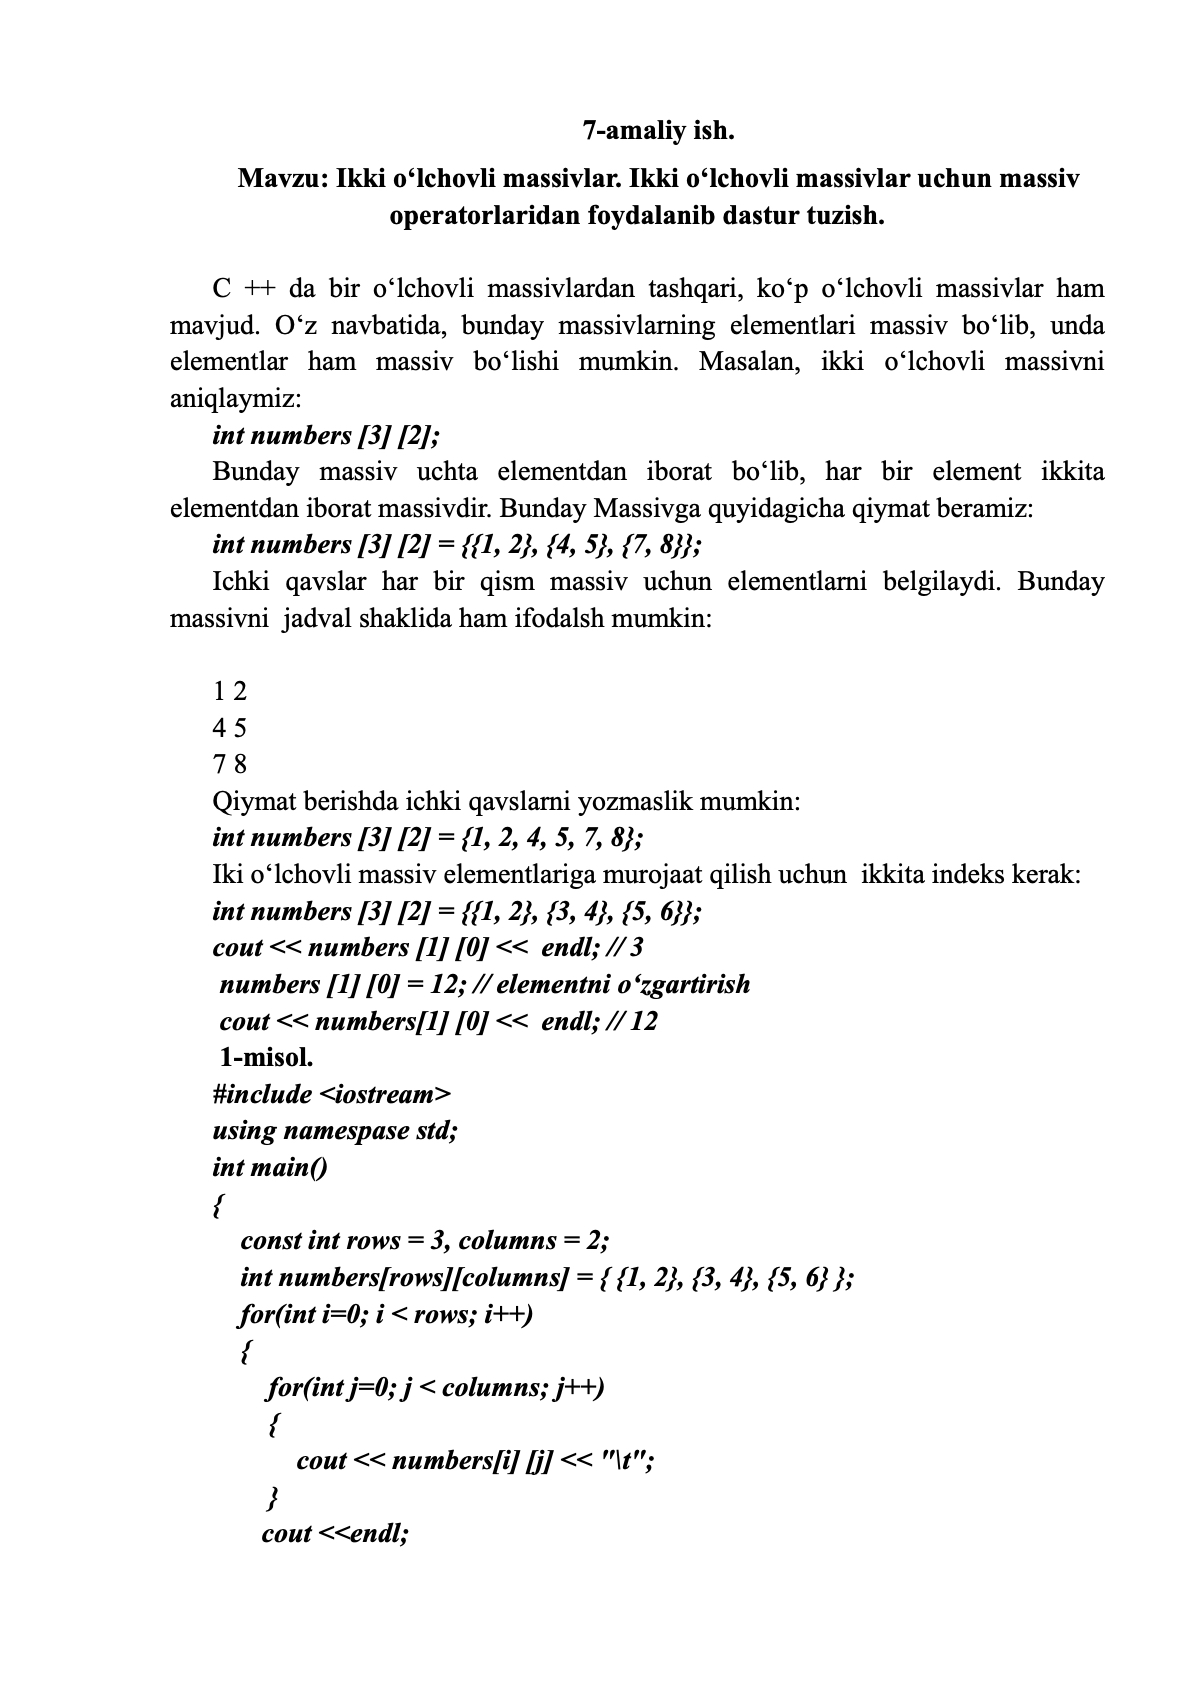 7-amaliy ish.
Mavzu: Ikki o‘lchovli massivlar. Ikki o‘lchovli massivlar uchun massiv
operatorlaridan foydalanib dastur tuzish.
C ++ da bir o‘lchovli massivlardan tashqari, ko‘p o‘lchovli massivlar ham
mavjud. O‘z navbatida, bunday massivlarning elementlari massiv bo‘lib, unda
elementlar ham massiv bo‘lishi mumkin. Masalan, ikki o‘lchovli massivni
aniqlaymiz:
int numbers [3] [2];
Bunday massiv uchta elementdan iborat bo‘lib, har bir element ikkita
elementdan iborat massivdir. Bunday Massivga quyidagicha qiymat beramiz:
int numbers [3] [2] = {{1, 2}, {4, 5}, {7, 8}};
Ichki qavslar har bir qism massiv uchun elementlarni belgilaydi. Bunday
massivni  jadval shaklida ham ifodalsh mumkin:
1 2
4 5
7 8
Qiymat berishda ichki qavslarni yozmaslik mumkin:
int numbers [3] [2] = {1, 2, 4, 5, 7, 8};
Iki o‘lchovli massiv elementlariga murojaat qilish uchun  ikkita indeks kerak:
int numbers [3] [2] = {{1, 2}, {3, 4}, {5, 6}};
cout << numbers [1] [0] <<  endl; // 3
numbers [1] [0] = 12; // elementni o‘zgartirish
cout << numbers[1] [0] <<  endl; // 12
1-misol.
#include <iostream>
using namespase std;
int main()
{
const int rows = 3, columns = 2;
int numbers[rows][columns] = { {1, 2}, {3, 4}, {5, 6} };
for(int i=0; i < rows; i++)
{
for(int j=0; j < columns; j++)
{
cout << numbers[i] [j] << "\t";
}
cout <<endl;